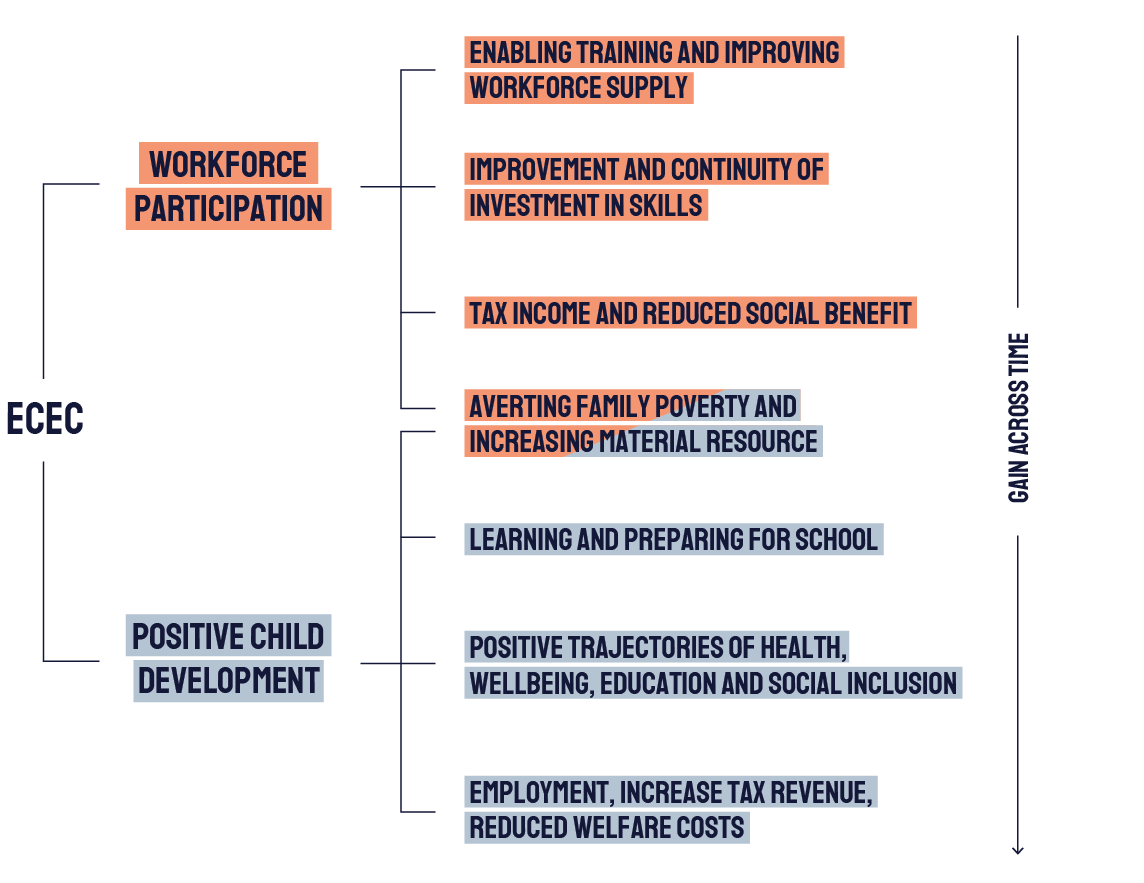 ENABLING TRAINING AND IMPROVING
WORKFORCE SUPPLY
WORKFORCE
PARTICIPATION
IMPROVEMENT AND CONTINUITY OF
INVESTMENT IN SKILLS
TAX INCOME AND REDUCED SOCIAL BENEFIT
ECEC
AVERTING FAMILY POVERTY AND
INCREASING MATERIAL RESOURCE
GAIN ACROSS TIME
LEARNING AND PREPARING FOR SCHOOL
POSITIVE CHILD
DEVELOPMENT
POSITIVE TRAJECTORIES OF HEALTH,
WELLBEING, EDUCATION AND SOCIAL INCLUSION
EMPLOYMENT, INCREASE TAX REVENUE,
REDUCED WELFARE COSTS